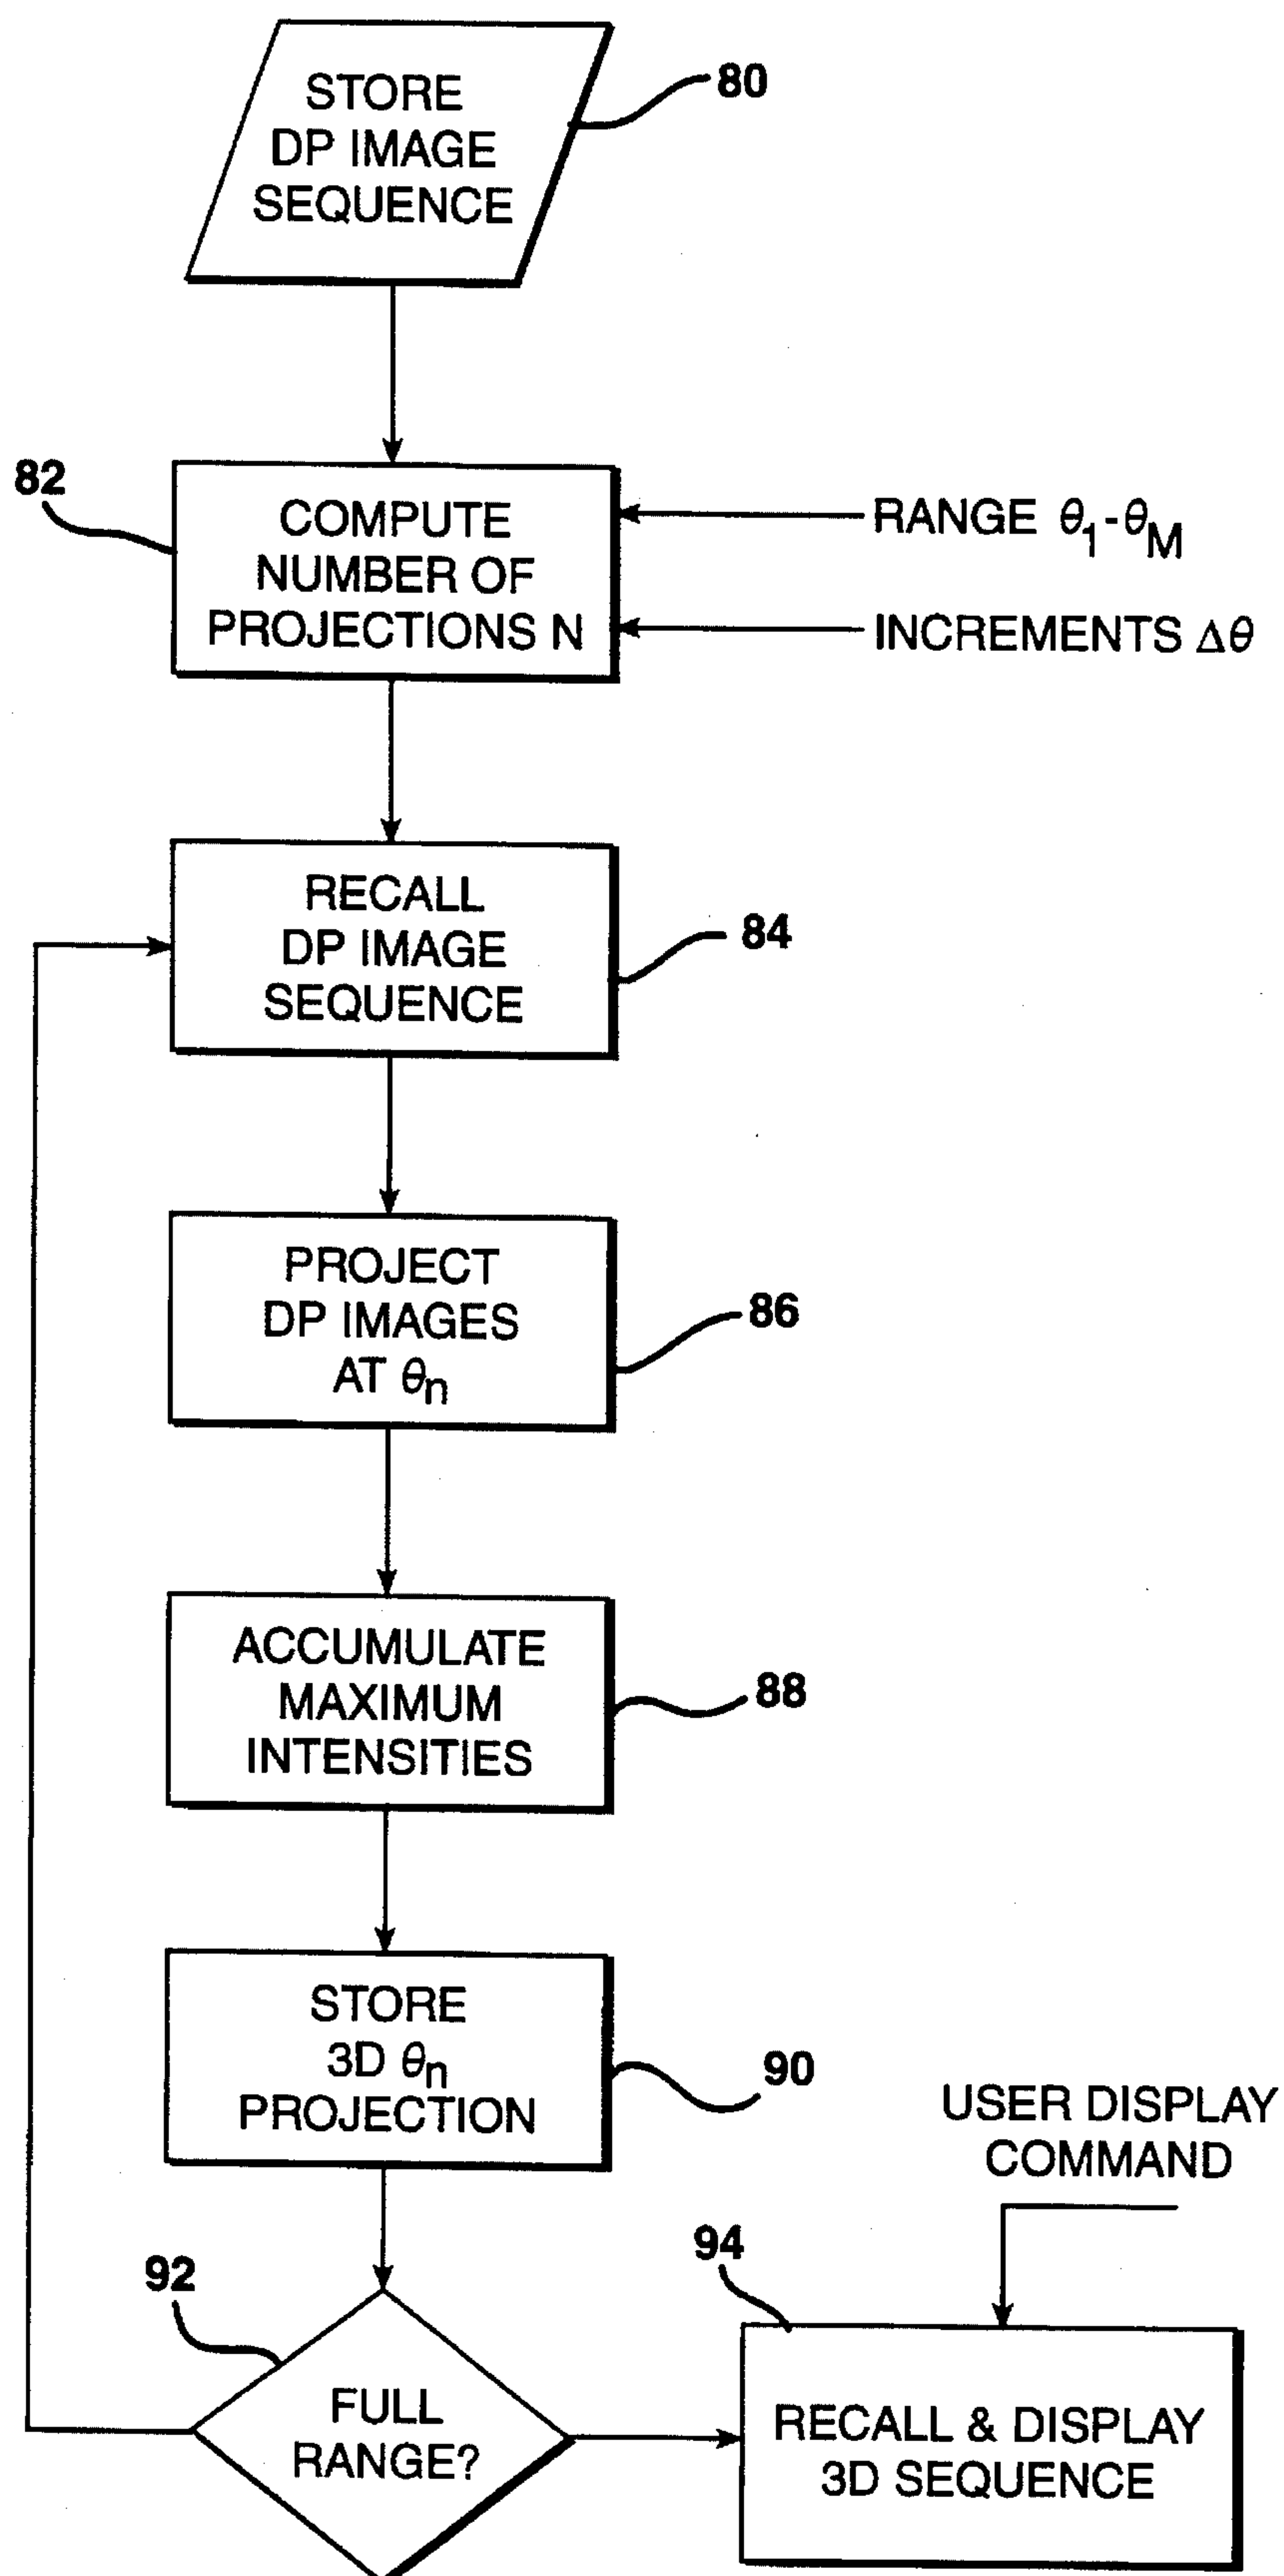 STORE
DP IMAGE
SEQUENCE
80
82
COMPUTE
NUMBER OF
PROJECTIONS N
RANGE θ1-θM
INCREMENTS Δθ
RECALL
DP IMAGE
SEQUENCE
84
PROJECT
DP IMAGES
AT θn
86
ACCUMULATE
MAXIMUM
INTENSITIES
88
STORE
3D θn
PROJECTION
90
USER DISPLAY
COMMAND
92
94
FULL
RANGE?
RECALL & DISPLAY
3D SEQUENCE